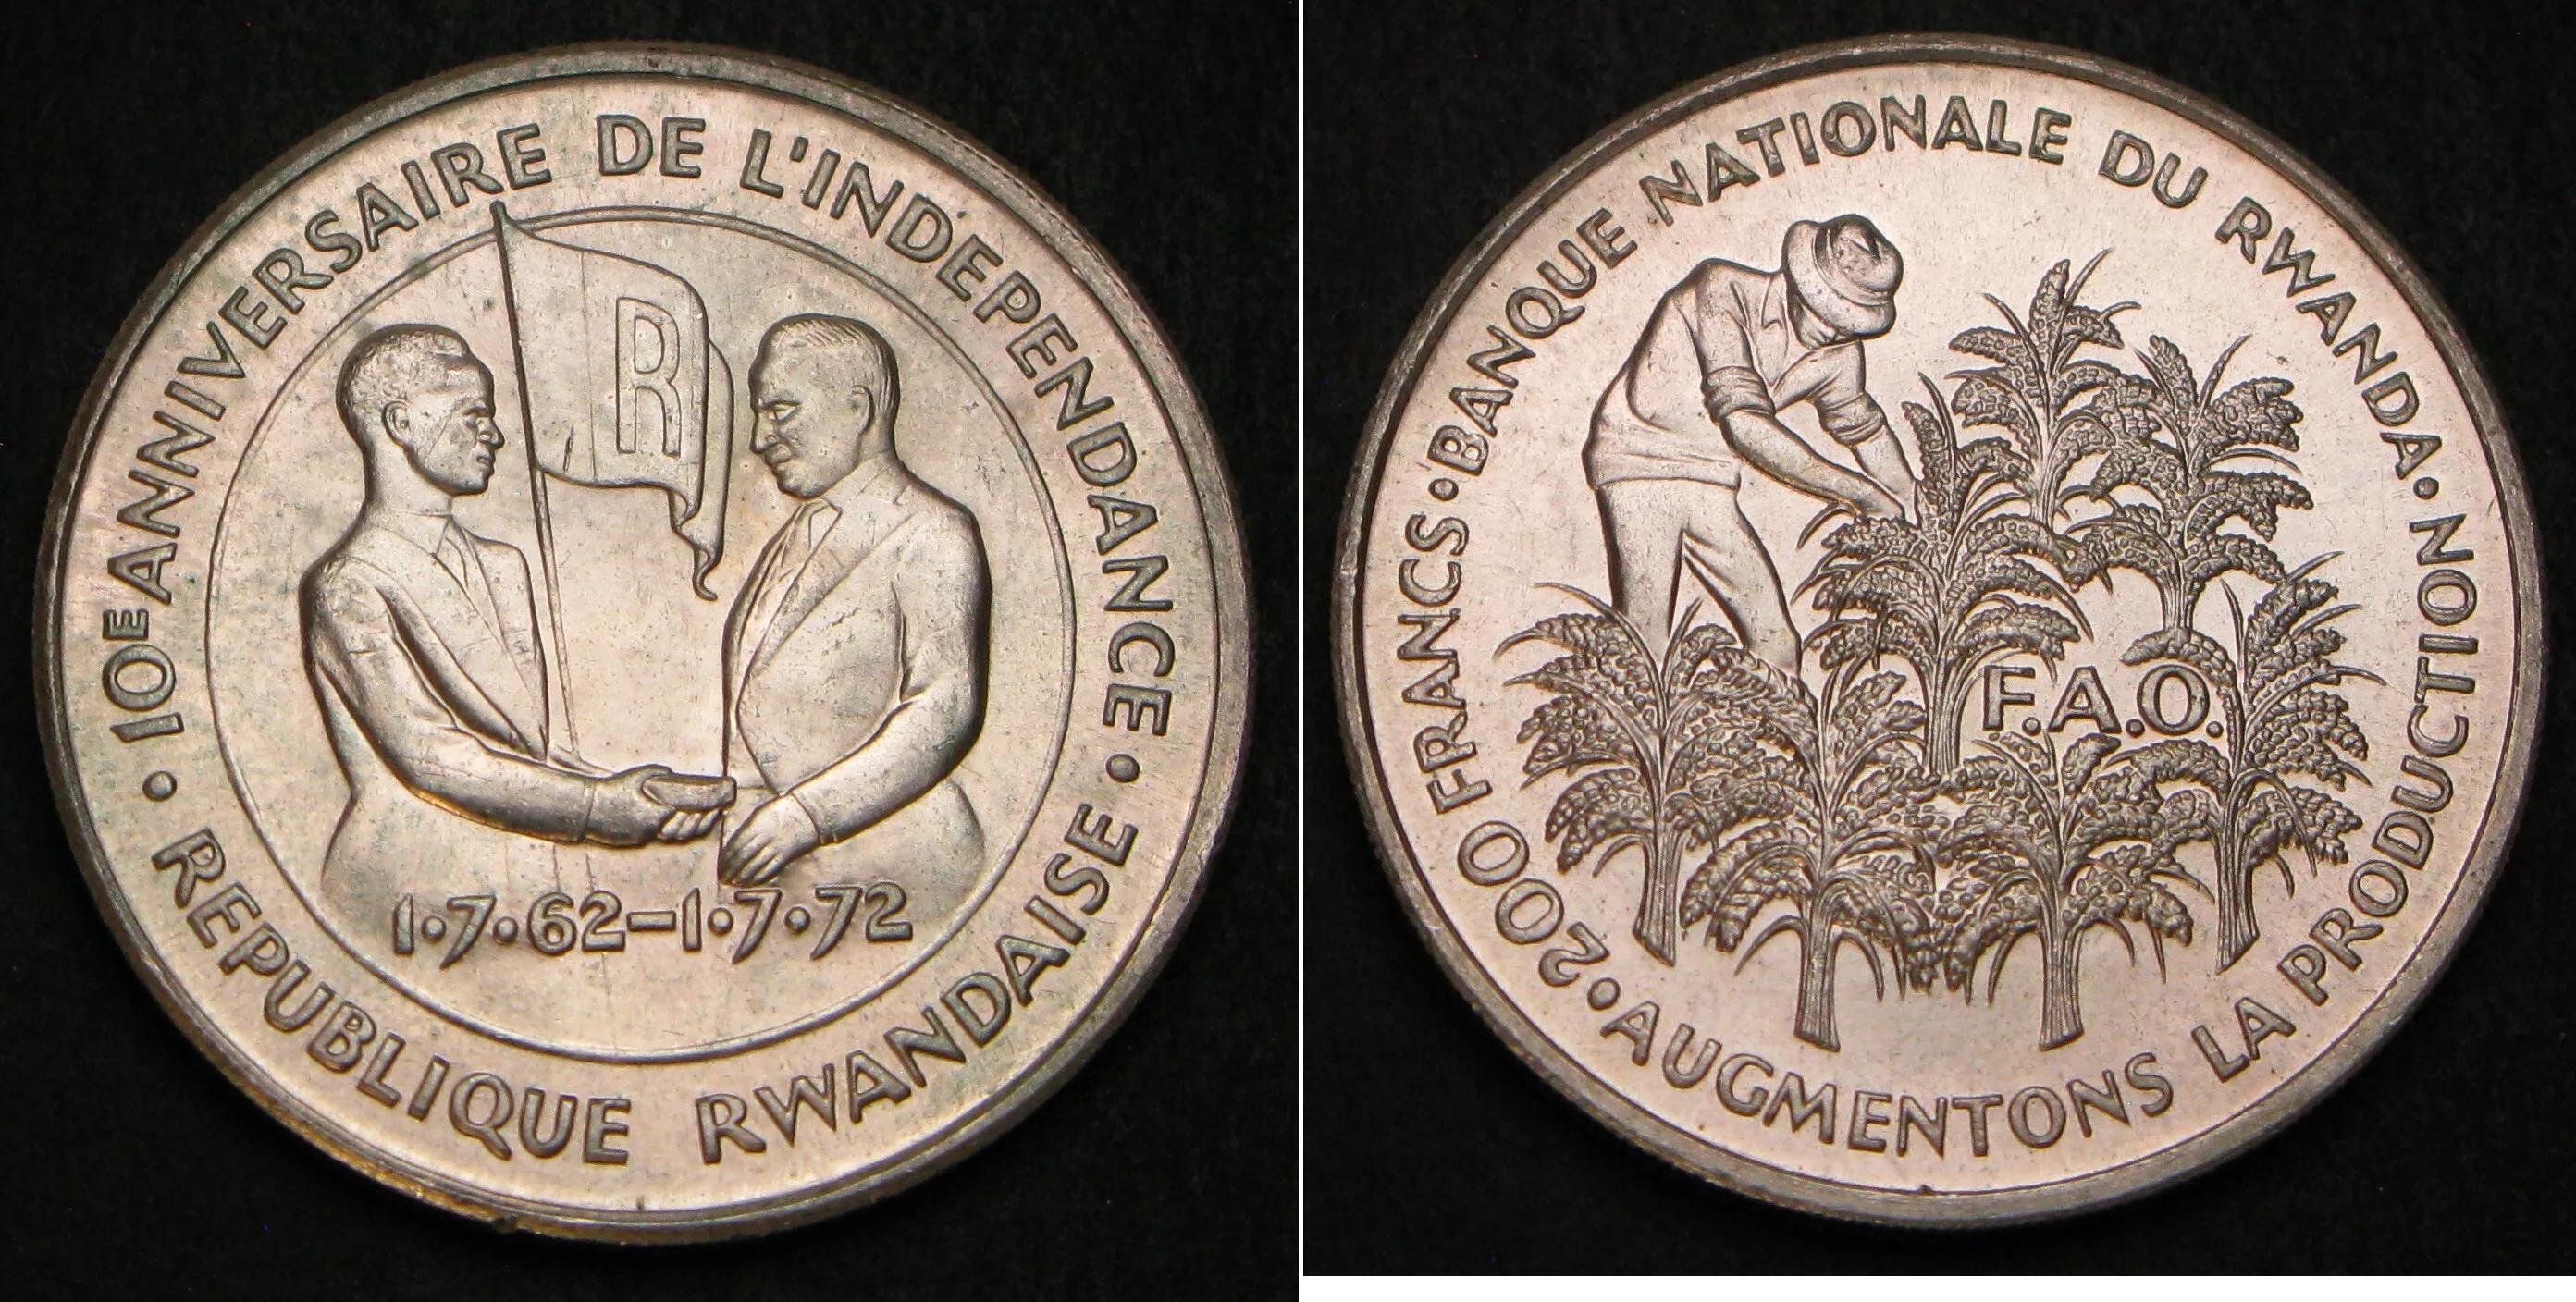 10E ANNIVERSAIRE DE L'INDEPENDANCE •
• REPUBLIQUE RWANDAISE
R
1•7•62-1•7•72
200 FRANCS • BANQUE NATIONALE DU RWANDA •
• AUGMENTONS LA PRODUCTION
F.A.O.